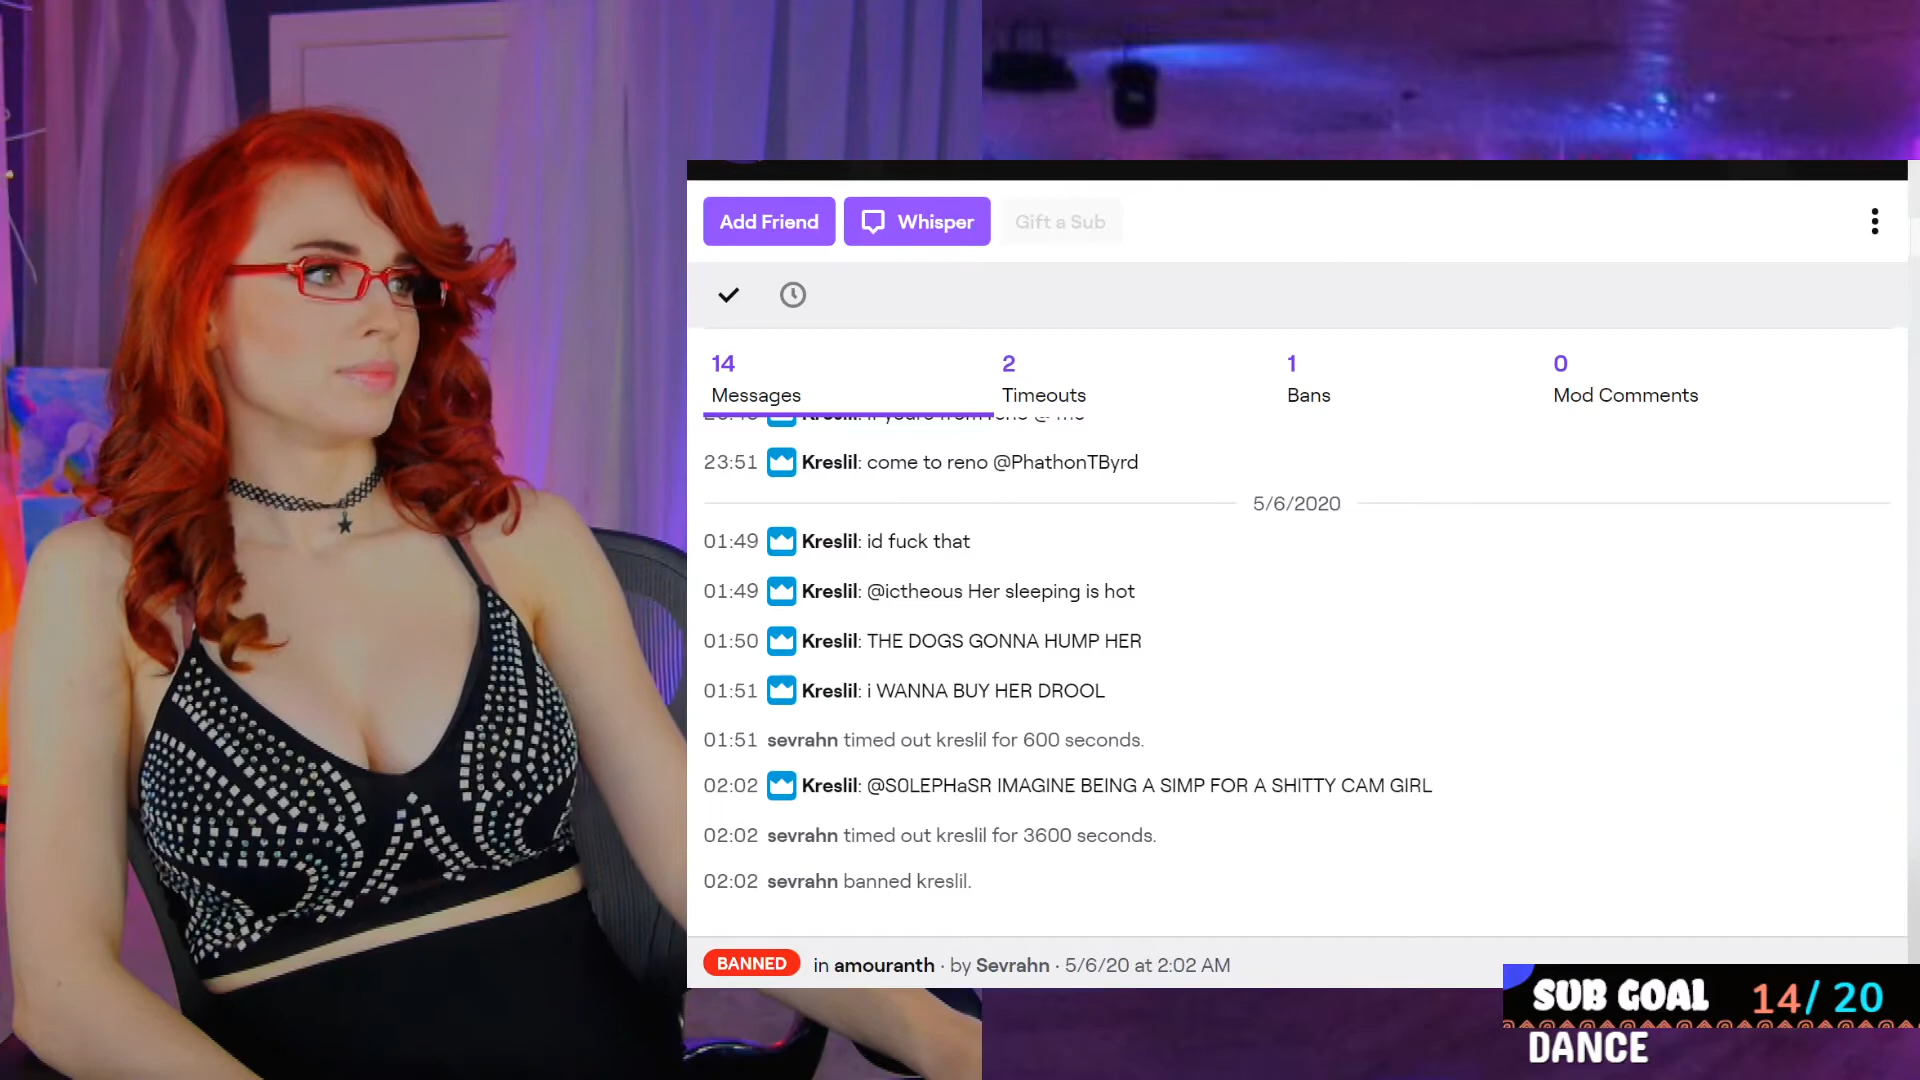 Add Friend Whisper Gift a Sub
14 2 1 0
Messages Timeouts Bans Mod Comments
23:51 Kreslil: come to reno @PhathonTByrd
5/6/2020
01:49 Kreslil: id fuck that
01:49 Kreslil: @ictheous Her sleeping is hot
01:50 Kreslil: THE DOGS GONNA HUMP HER
01:51 Kreslil: i WANNA BUY HER DROOL
01:51 sevrahn timed out kreslil for 600 seconds.
02:02 Kreslil: @S0LEPHaSR IMAGINE BEING A SIMP FOR A SHITTY CAM GIRL
02:02 sevrahn timed out kreslil for 3600 seconds.
02:02 sevrahn banned kreslil.
BANNED in amouranth · by Sevrahn · 5/6/20 at 2:02 AM
SUB GOAL 14/ 20
DANCE